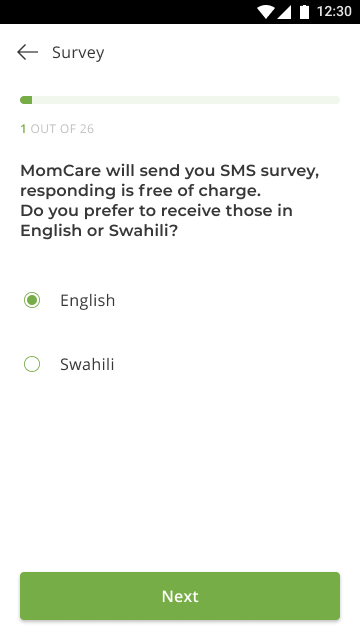 12:30
Survey
1 OUT OF 26
MomCare will send you SMS survey,
responding is free of charge.
Do you prefer to receive those in
English or Swahili?
English
Swahili
Next